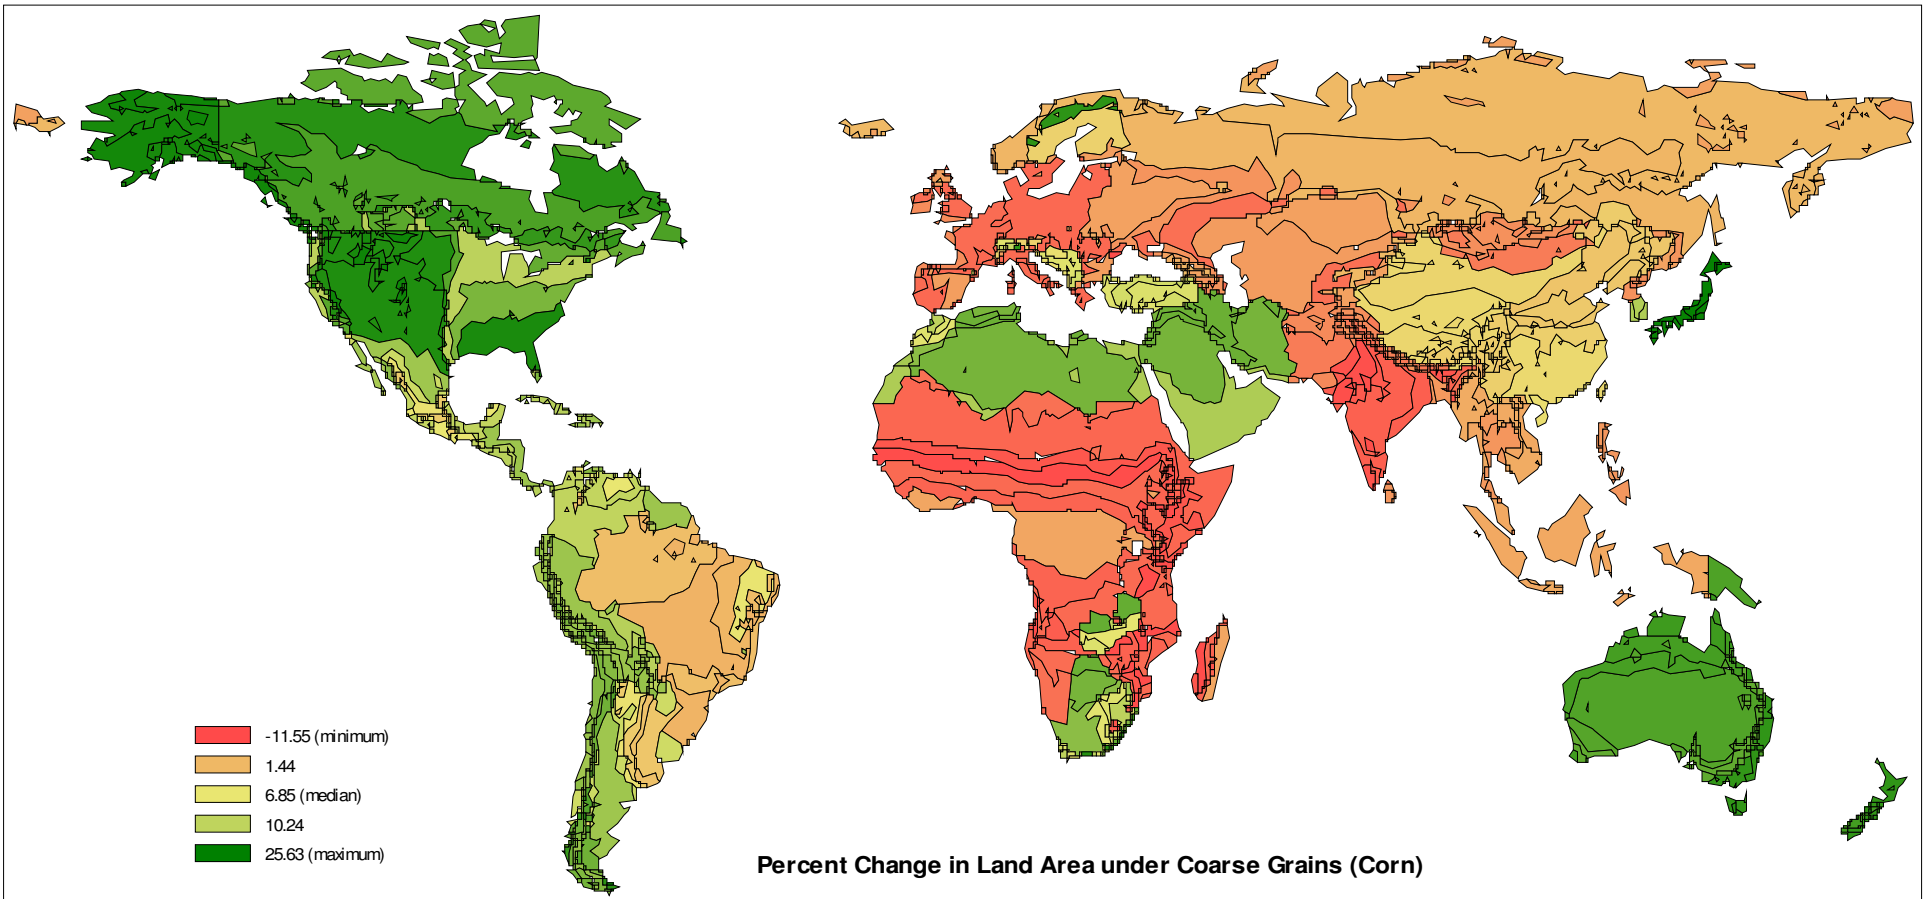 -11.55 (minimum)
1.44
6.85 (median)
10.24
25.63 (maximum)
Percent Change in Land Area under Coarse Grains (Corn)